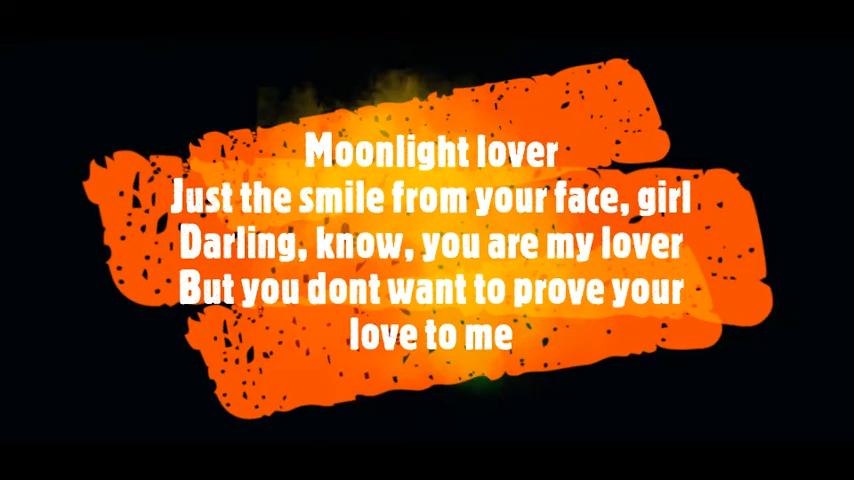 Moonlight lover
Just the smile from your face, girl
Darling, know, you are my lover
But you dont want to prove your
love to me